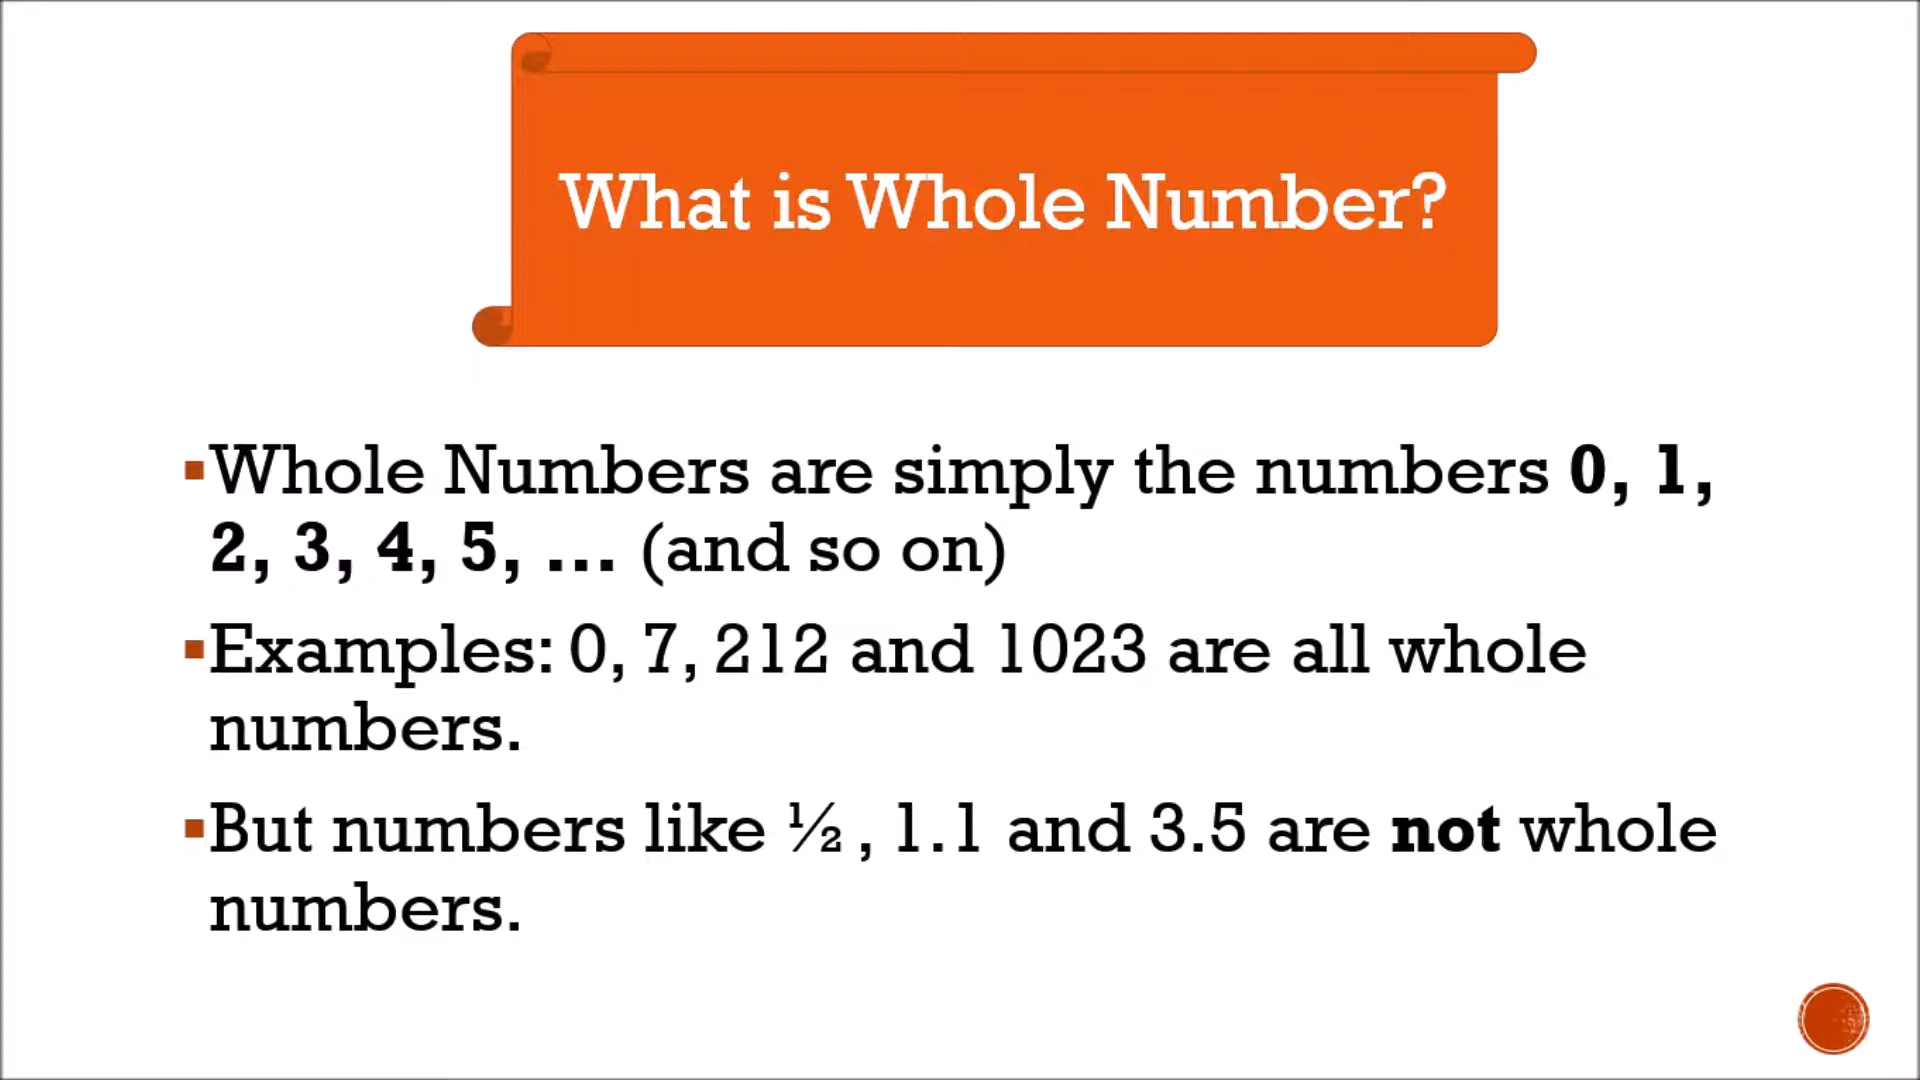 What is Whole Number?
▪Whole Numbers are simply the numbers 0, 1,
2, 3, 4, 5, … (and so on)
▪Examples: 0, 7, 212 and 1023 are all whole
numbers.
▪But numbers like ½ , 1.1 and 3.5 are not whole
numbers.